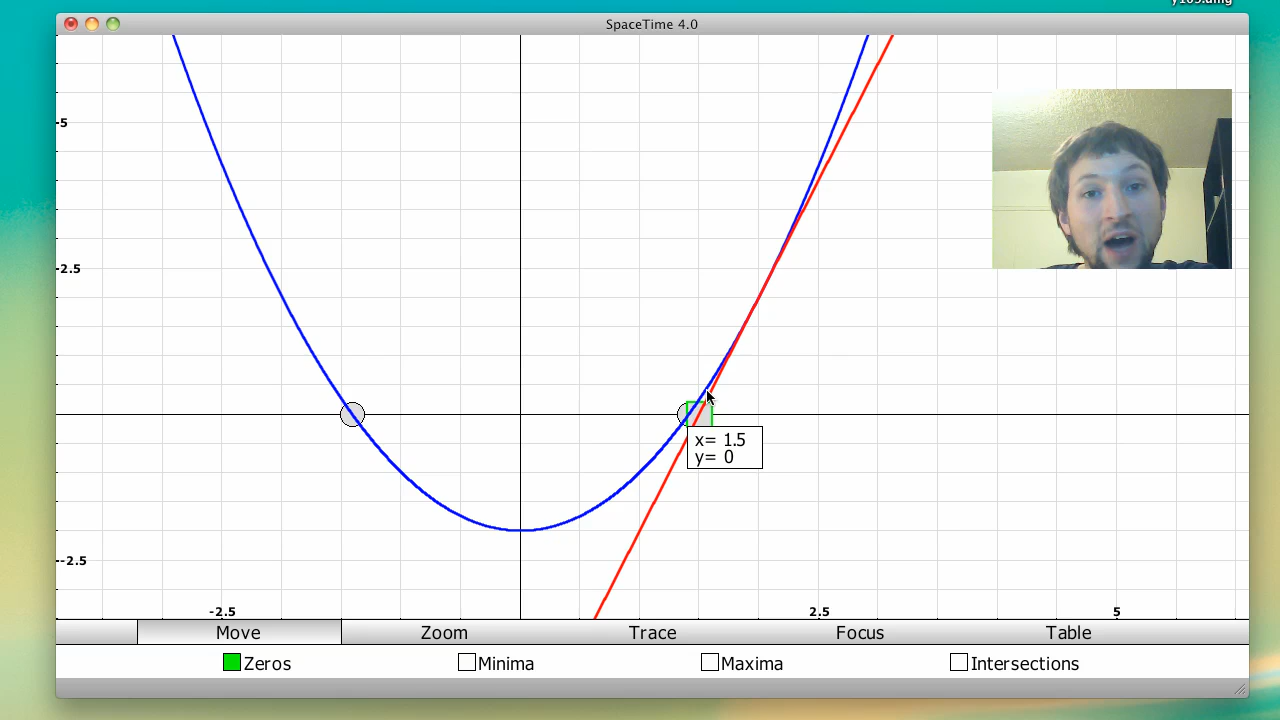 SpaceTime 4.0
-5
-2.5
x= 1.5
y= 0
--2.5
-2.5
2.5
5
Move
Zoom
Trace
Focus
Table
Zeros
Minima
Maxima
Intersections